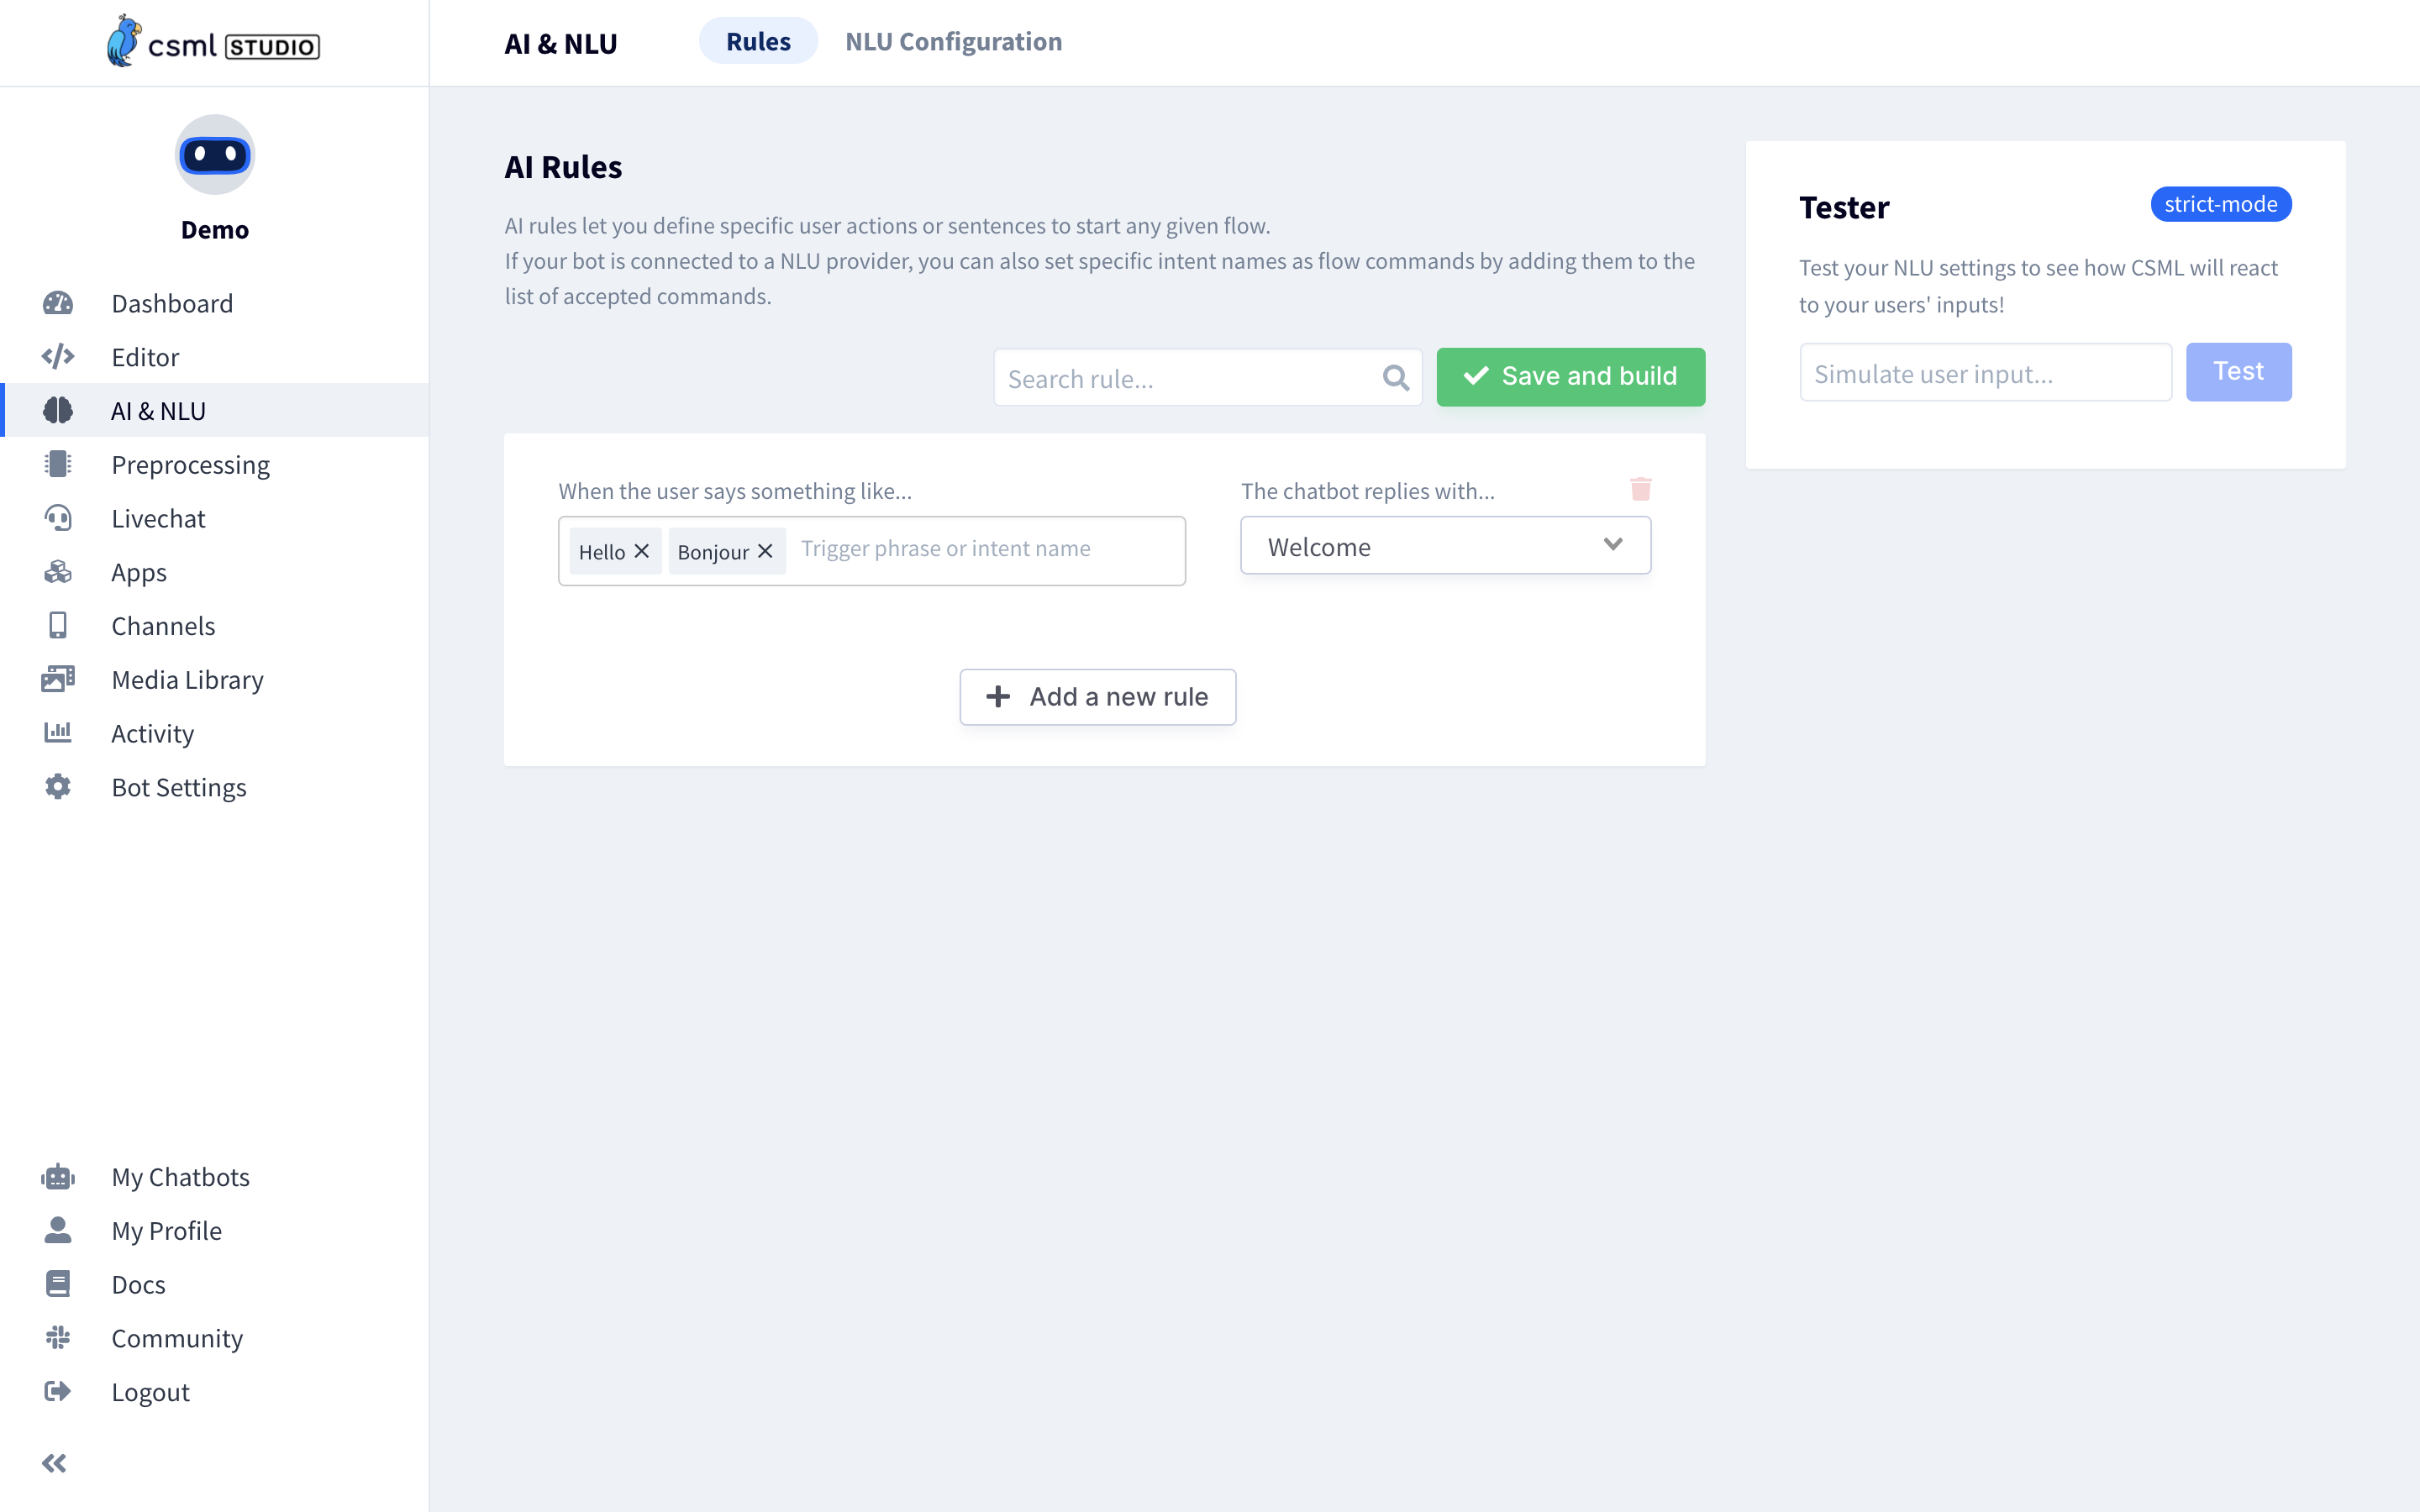 csml STUDIO
Demo
Dashboard
Editor
AI & NLU
Preprocessing
Livechat
Apps
Channels
Media Library
Activity
Bot Settings
My Chatbots
My Profile
Docs
Community
Logout
AI & NLU
Rules
NLU Configuration
AI Rules
AI rules let you define specific user actions or sentences to start any given flow.
If your bot is connected to a NLU provider, you can also set specific intent names as flow commands by adding them to the
list of accepted commands.
Search rule...
Save and build
When the user says something like...
Hello
Bonjour
Trigger phrase or intent name
The chatbot replies with...
Welcome
Add a new rule
Tester
strict-mode
Test your NLU settings to see how CSML will react
to your users' inputs!
Simulate user input...
Test